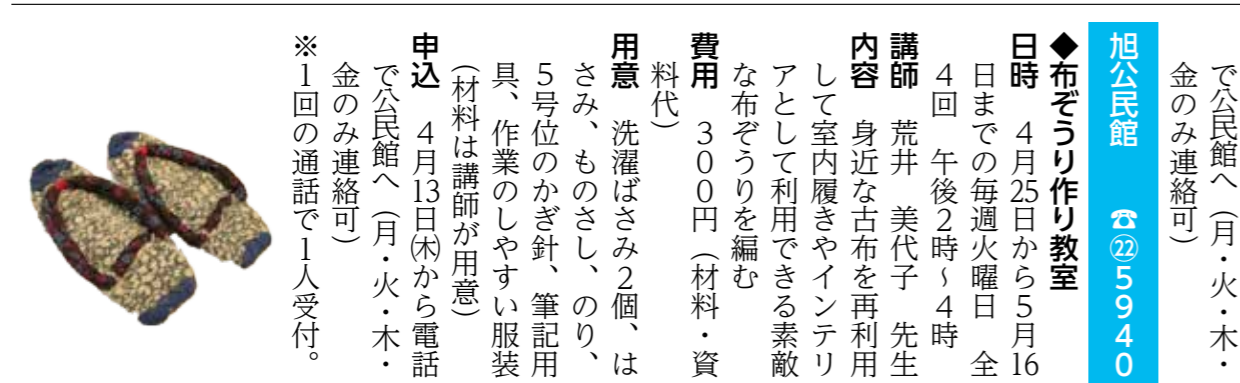 で公民館へ（月・火・木・
金のみ連絡可）
旭公民館　☎㉒5940
◆布ぞうり作り教室
日時　4月25日から5月16
日までの毎週火曜日　全
4回　午後2時～4時
講師　荒井　美代子　先生
内容　身近な古布を再利用
して室内履きやインテリ
アとして利用できる素敵
な布ぞうりを編む
費用　300円（材料・資
料代）
用意　洗濯ばさみ2個、は
さみ、ものさし、のり、
5号位のかぎ針、筆記用
具、作業のしやすい服装
（材料は講師が用意）
申込　4月13日㈭から電話
で公民館へ（月・火・木・
金のみ連絡可）
※1回の通話で1人受付。